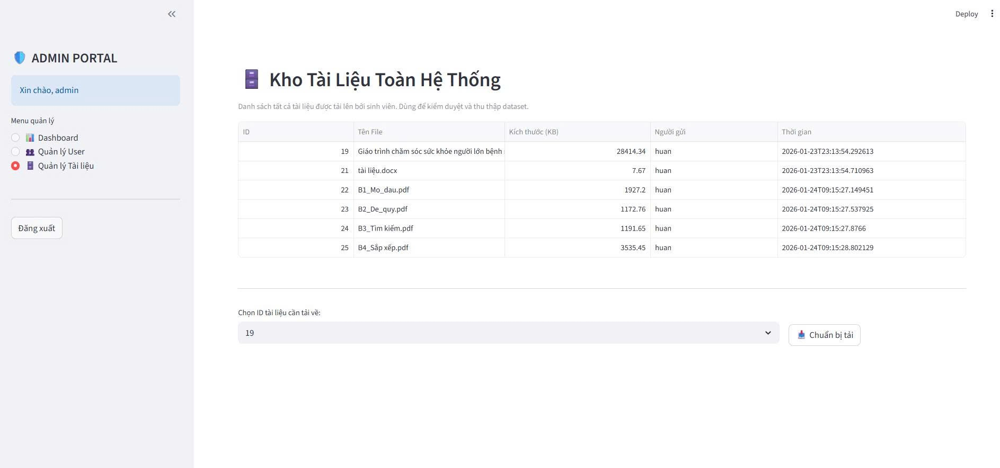 Deploy
ADMIN PORTAL
Xin chào, admin
Menu quản lý
Dashboard
Quản lý User
Quản lý Tài liệu
Đăng xuất
Kho Tài Liệu Toàn Hệ Thống
Danh sách tất cả tài liệu được tải lên bởi sinh viên. Dùng để kiểm duyệt và thu thập dataset.
ID Tên File Kích thước (KB) Người gửi Thời gian
19 Giáo trình chăm sóc sức khỏe người lớn bệnh 28414.34 huan 2026-01-23T23:13:54.292613
21 tài liệu.docx 7.67 huan 2026-01-23T23:13:54.710963
22 B1_Mo_dau.pdf 1927.2 huan 2026-01-24T09:15:27.149451
23 B2_De_quy.pdf 1172.76 huan 2026-01-24T09:15:27.537925
24 B3_Tìm kiếm.pdf 1191.65 huan 2026-01-24T09:15:27.8766
25 B4_Sắp xếp.pdf 3535.45 huan 2026-01-24T09:15:28.802129
Chọn ID tài liệu cần tải về:
19
Chuẩn bị tải